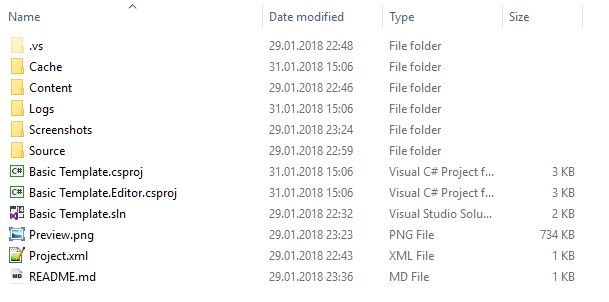 Name Date modified Type Size
.vs 29.01.2018 22:48 File folder
Cache 31.01.2018 15:06 File folder
Content 29.01.2018 22:46 File folder
Logs 31.01.2018 15:06 File folder
Screenshots 29.01.2018 23:24 File folder
Source 29.01.2018 22:59 File folder
C# Basic Template.csproj 31.01.2018 15:06 Visual C# Project f... 3 KB
C# Basic Template.Editor.csproj 31.01.2018 15:06 Visual C# Project f... 3 KB
Basic Template.sln 29.01.2018 22:32 Visual Studio Solu... 2 KB
Preview.png 29.01.2018 23:23 PNG File 734 KB
Project.xml 29.01.2018 22:43 XML File 1 KB
MD README.md 29.01.2018 23:36 MD File 1 KB